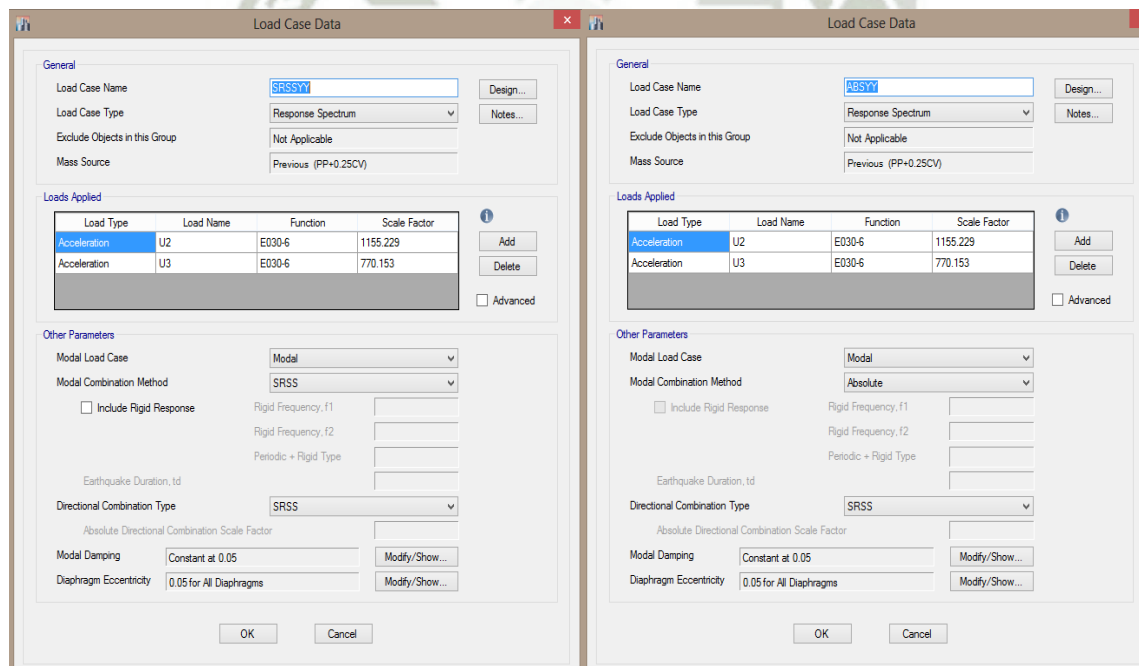 Load Case Data
General
Load Case Name SRSSYY Design...
Load Case Type Response Spectrum Notes...
Exclude Objects in this Group Not Applicable
Mass Source Previous (PP+0.25CV)
Loads Applied
Load Type Load Name Function Scale Factor
Acceleration U2 E030-6 1155.229 Add
Acceleration U3 E030-6 770.153 Delete
Advanced
Other Parameters
Modal Load Case Modal
Modal Combination Method SRSS
Include Rigid Response Rigid Frequency, f1
Rigid Frequency, f2
Periodic + Rigid Type
Earthquake Duration, td
Directional Combination Type SRSS
Absolute Directional Combination Scale Factor
Modal Damping Constant at 0.05 Modify/Show...
Diaphragm Eccentricity 0.05 for All Diaphragms Modify/Show...
OK Cancel
Load Case Data
General
Load Case Name ABSYY Design...
Load Case Type Response Spectrum Notes...
Exclude Objects in this Group Not Applicable
Mass Source Previous (PP+0.25CV)
Loads Applied
Load Type Load Name Function Scale Factor
Acceleration U2 E030-6 1155.229 Add
Acceleration U3 E030-6 770.153 Delete
Advanced
Other Parameters
Modal Load Case Modal
Modal Combination Method Absolute
Include Rigid Response Rigid Frequency, f1
Rigid Frequency, f2
Periodic + Rigid Type
Earthquake Duration, td
Directional Combination Type SRSS
Absolute Directional Combination Scale Factor
Modal Damping Constant at 0.05 Modify/Show...
Diaphragm Eccentricity 0.05 for All Diaphragms Modify/Show...
OK Cancel